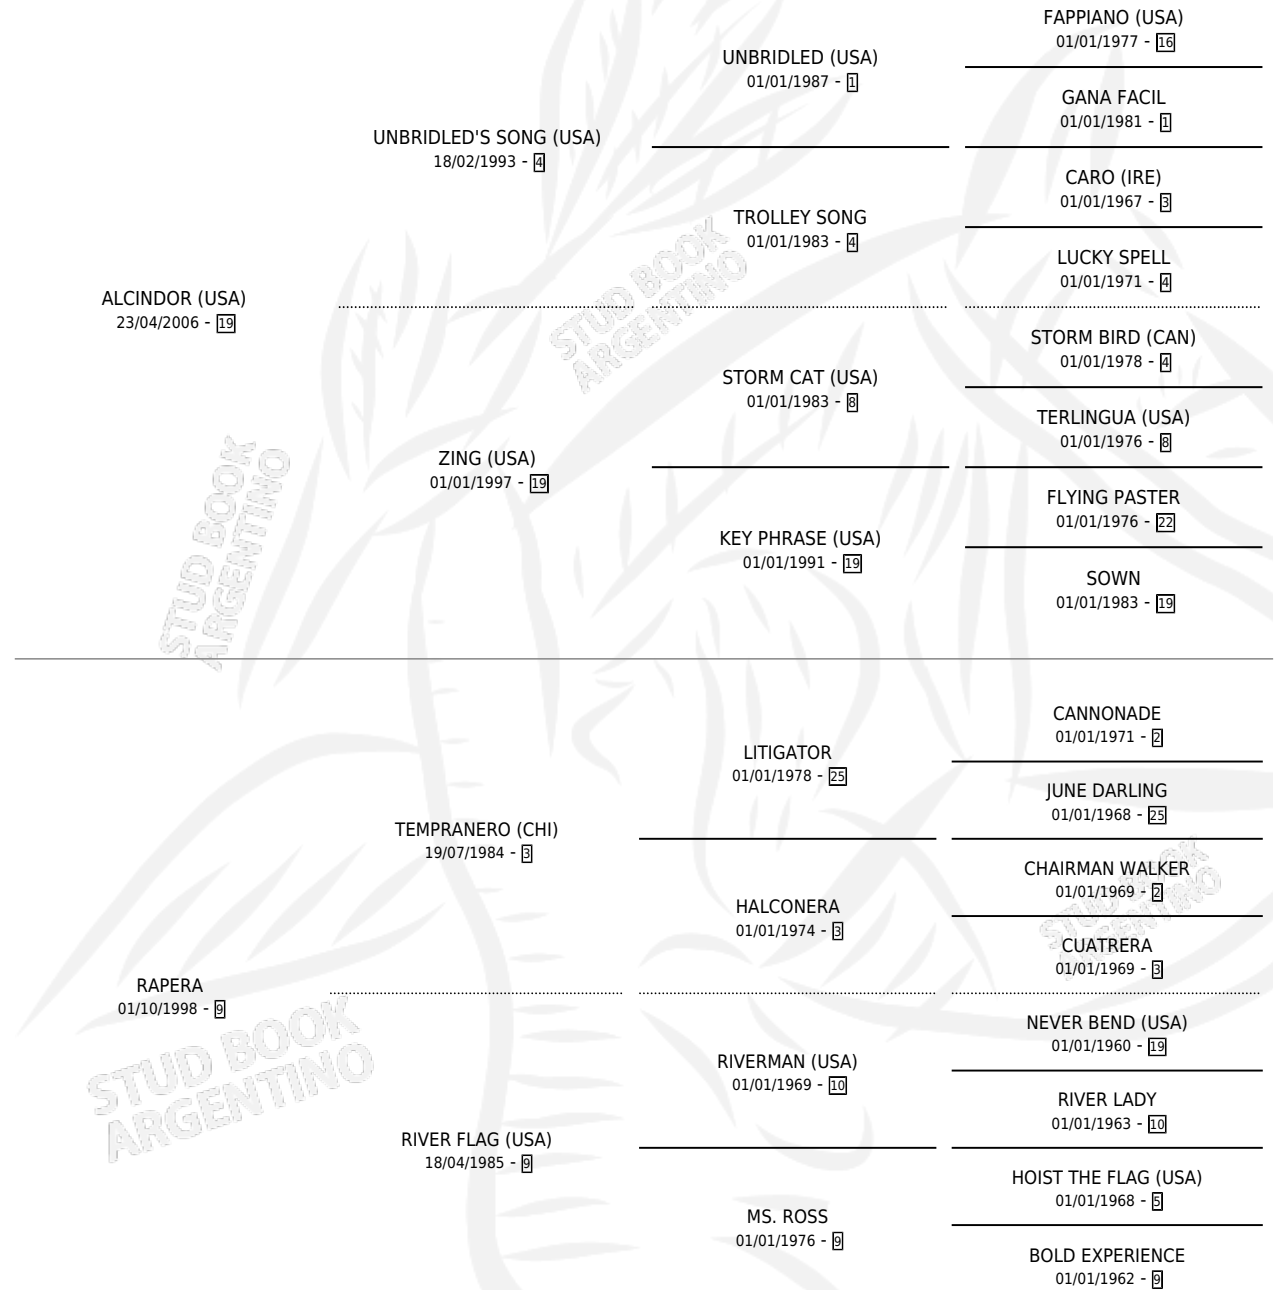 FAPPIANO (USA)
01/01/1977 - 16
UNBRIDLED (USA)
01/01/1987 - 1
GANA FACIL
01/01/1981 - 1
UNBRIDLED'S SONG (USA)
18/02/1993 - 4
CARO (IRE)
01/01/1967 - 3
TROLLEY SONG
01/01/1983 - 4
LUCKY SPELL
01/01/1971 - 4
ALCINDOR (USA)
23/04/2006 - 19
STORM BIRD (CAN)
01/01/1978 - 4
STORM CAT (USA)
01/01/1983 - 8
TERLINGUA (USA)
01/01/1976 - 8
ZING (USA)
01/01/1997 - 19
FLYING PASTER
01/01/1976 - 22
KEY PHRASE (USA)
01/01/1991 - 19
SOWN
01/01/1983 - 19
CANNONADE
01/01/1971 - 2
LITIGATOR
01/01/1978 - 25
JUNE DARLING
01/01/1968 - 25
TEMPRANERO (CHI)
19/07/1984 - 3
CHAIRMAN WALKER
01/01/1969 - 2
HALCONERA
01/01/1974 - 3
CUATRERA
01/01/1969 - 3
RAPERA
01/10/1998 - 9
NEVER BEND (USA)
01/01/1960 - 19
RIVERMAN (USA)
01/01/1969 - 10
RIVER LADY
01/01/1963 - 10
RIVER FLAG (USA)
18/04/1985 - 9
HOIST THE FLAG (USA)
01/01/1968 - 5
MS. ROSS
01/01/1976 - 9
BOLD EXPERIENCE
01/01/1962 - 9
STUD BOOK
ARGENTINO
STUD BOOK
ARGENTINO
STUD BOOK
ARGENTINO
STUD BOOK
ARGENTINO